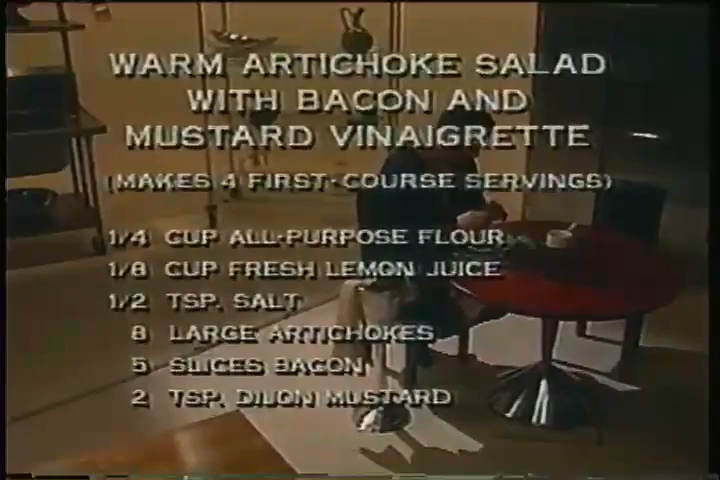 WARM ARTICHOKE SALAD
WITH BACON AND
MUSTARD VINAIGRETTE
(MAKES 4 FIRST-COURSE SERVINGS)
1/4 CUP ALL-PURPOSE FLOUR
1/8 CUP FRESH LEMON JUICE
1/2 TSP. SALT
8 LARGE ARTICHOKES
5 SLICES BACON
2 TSP. DIJON MUSTARD